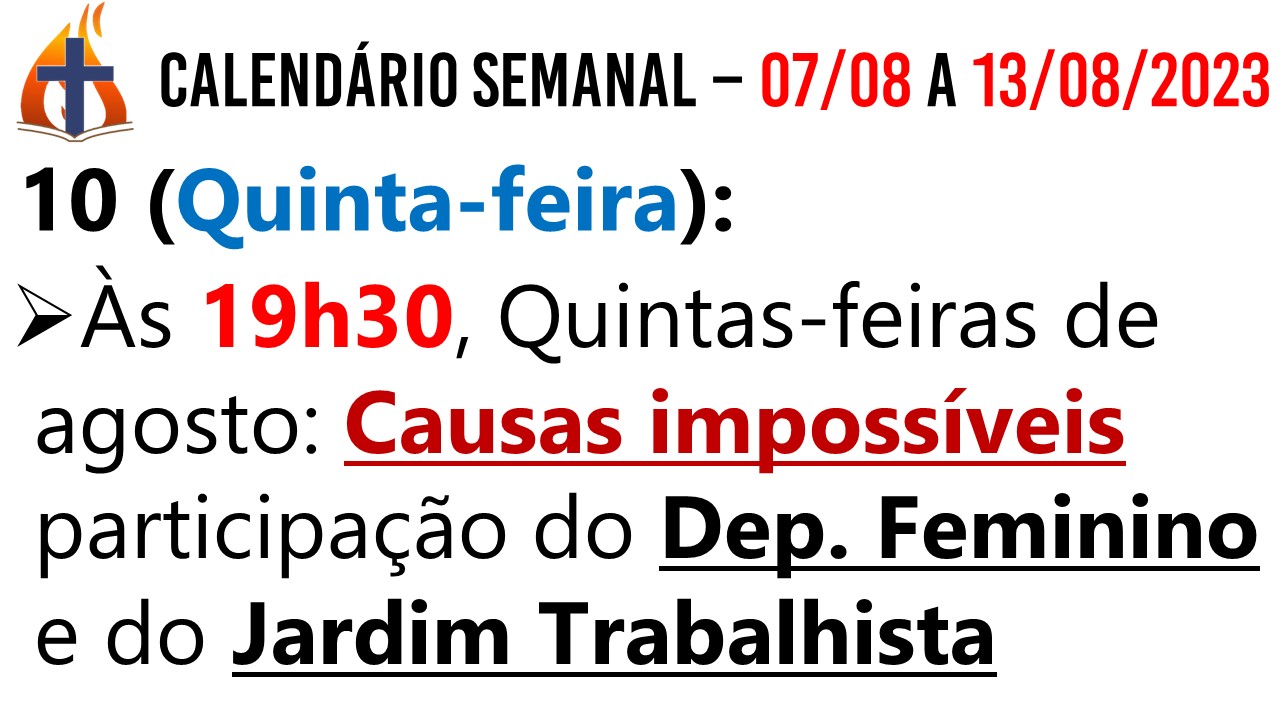 CALENDÁRIO SEMANAL – 07/08 A 13/08/2023
10 (Quinta-feira):
➢Às 19h30, Quintas-feiras de
agosto: Causas impossíveis
participação do Dep. Feminino
e do Jardim Trabalhista